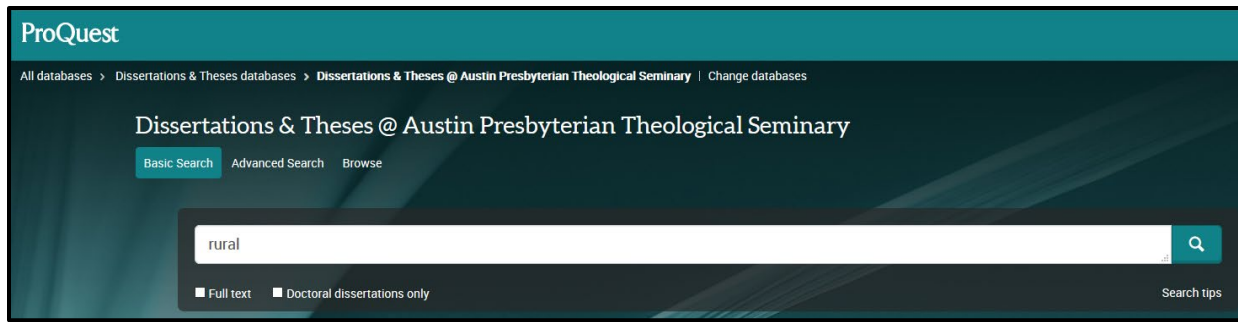 ProQuest
All databases > Dissertations & Theses databases > Dissertations & Theses @ Austin Presbyterian Theological Seminary | Change databases
Dissertations & Theses @ Austin Presbyterian Theological Seminary
Basic Search Advanced Search Browse
rural
Full text Doctoral dissertations only Search tips